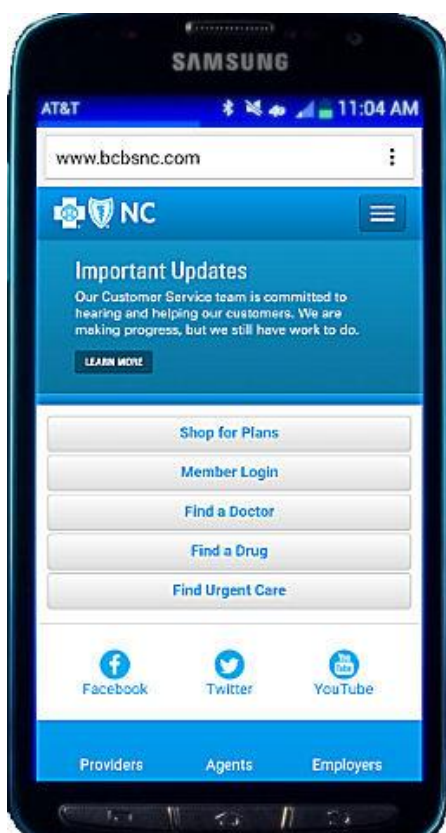 SAMSUNG
AT&T 11:04 AM
www.bcbsnc.com
NC
Important Updates
Our Customer Service team is committed to
hearing and helping our customers. We are
making progress, but we still have work to do.
LEARN MORE
Shop for Plans
Member Login
Find a Doctor
Find a Drug
Find Urgent Care
Facebook Twitter YouTube
Providers Agents Employers